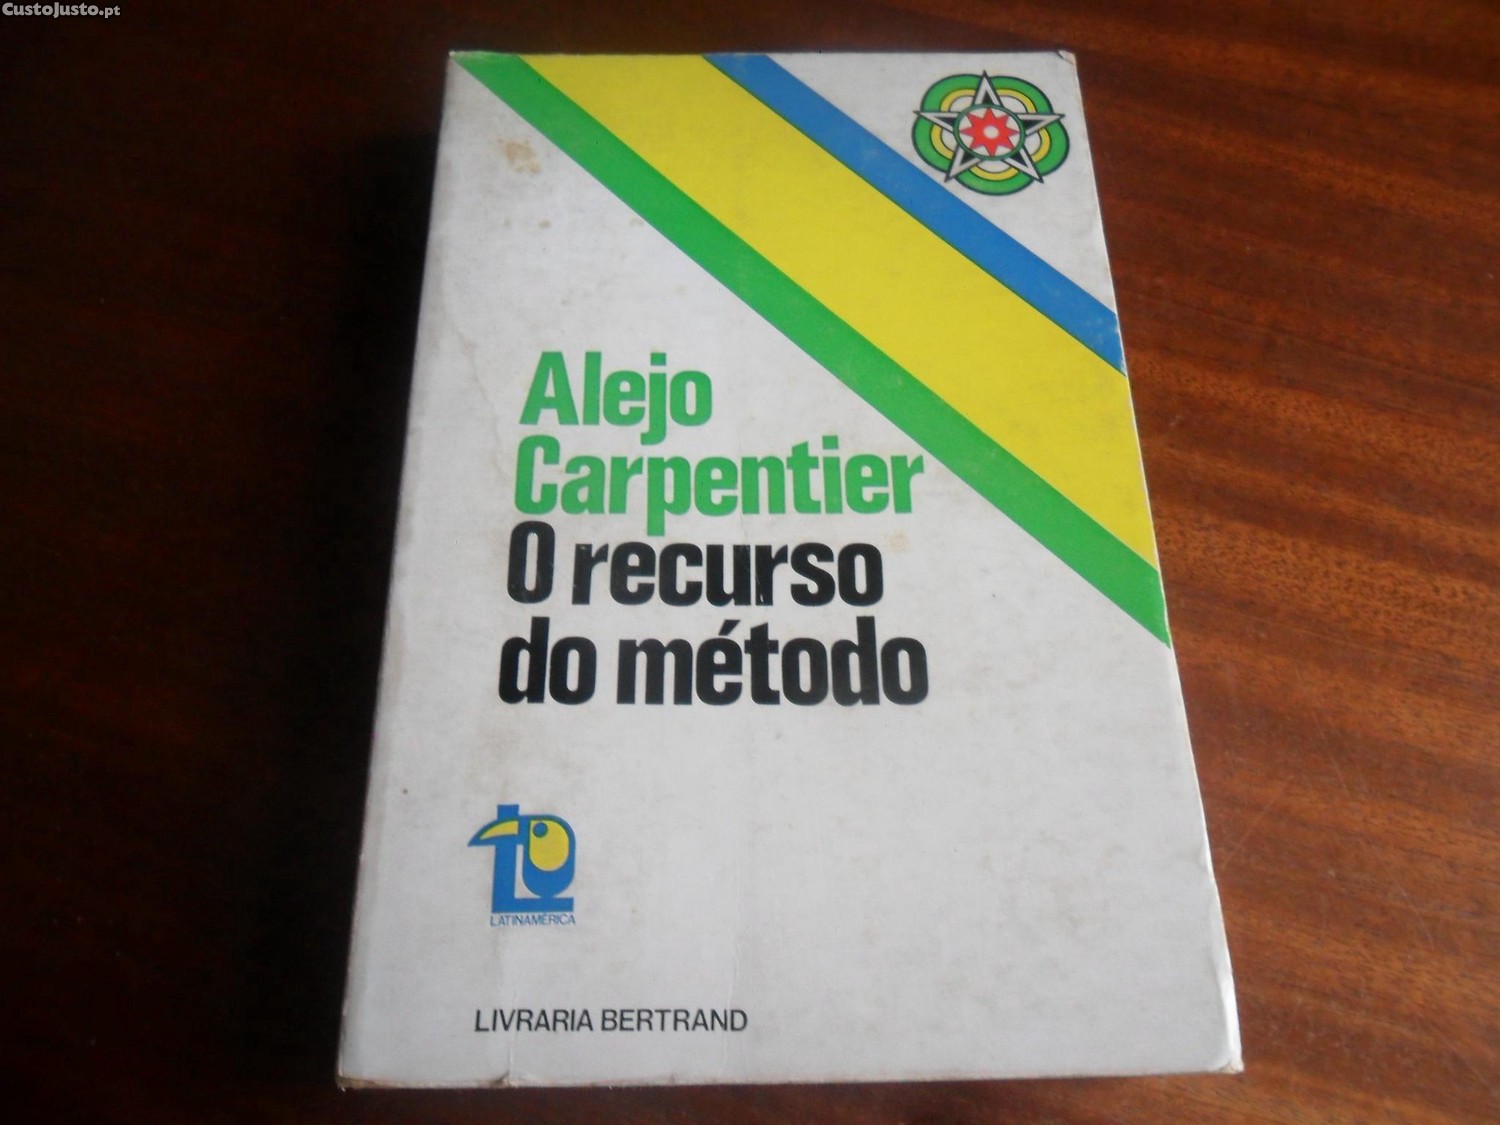 CustoJusto.pt
Alejo
Carpentier
O recurso
do método
LATINAMÉRICA
LIVRARIA BERTRAND